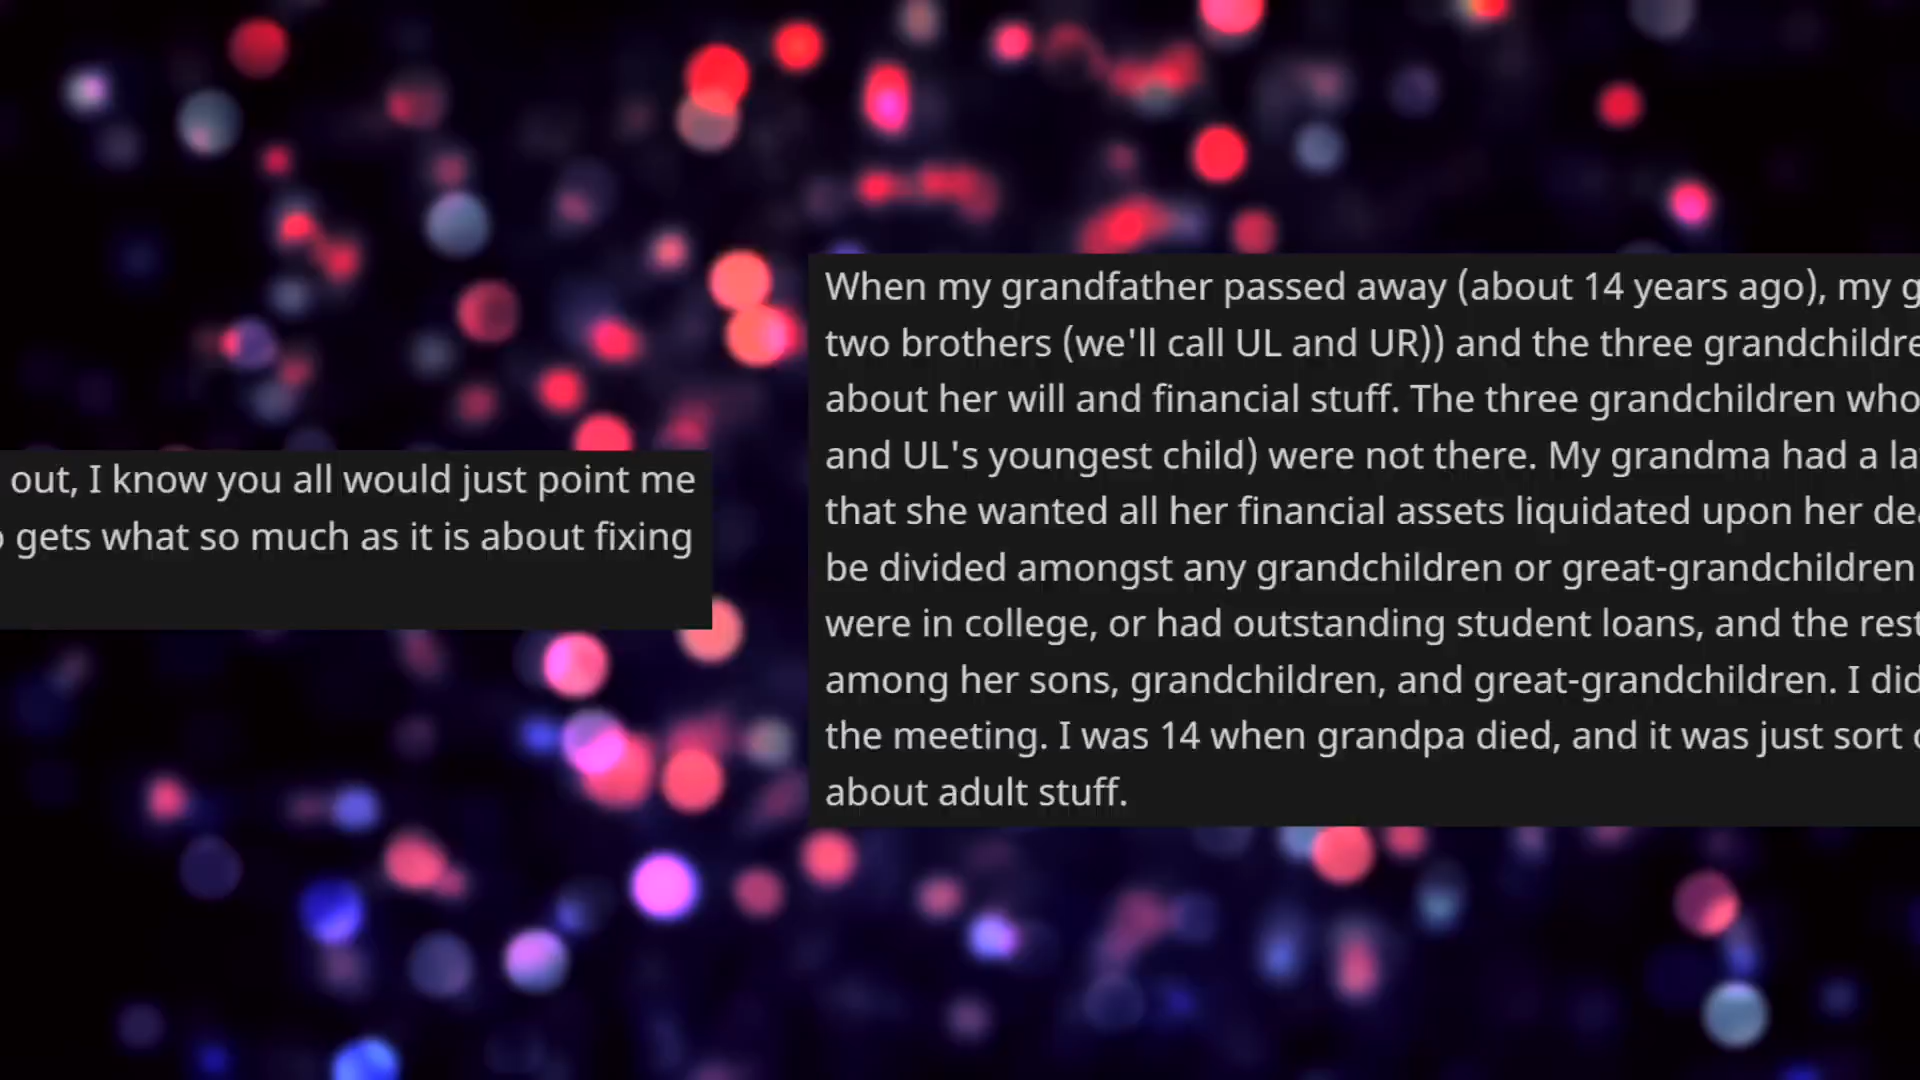 out, I know you all would just point me
gets what so much as it is about fixing
When my grandfather passed away (about 14 years ago), my
two brothers (we'll call UL and UR)) and the three
about her will and financial stuff. The three grandchildren who
and UL's youngest child) were not there. My grandma had a
that she wanted all her financial assets liquidated upon her
be divided amongst any grandchildren or great-grandchildren
were in college, or had outstanding student loans, and the rest
among her sons, grandchildren, and great-grandchildren. I
the meeting. I was 14 when grandpa died, and it was just sort
about adult stuff.